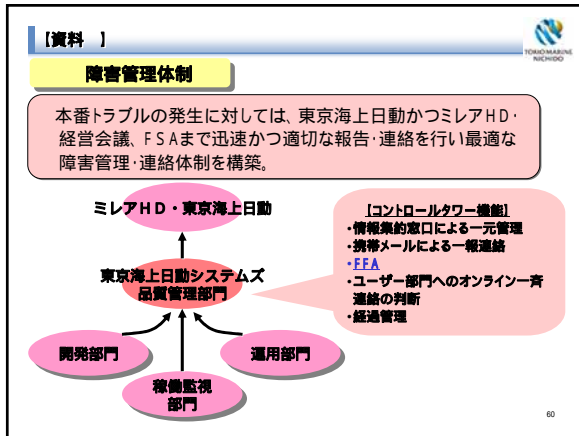 【資料　】
TOKIO MARINE
NICHIDO
障害管理体制
本番トラブルの発生に対しては、東京海上日動かつミレアHD・
経営会議、FSAまで迅速かつ適切な報告・連絡を行い最適な
障害管理・連絡体制を構築。
ミレアHD・東京海上日動
【コントロールタワー機能】
・情報集約窓口による一元管理
・携帯メールによる一報連絡
・FFA
・ユーザー部門へのオンライン一斉
連絡の判断
・経過管理
東京海上日動システムズ
品質管理部門
開発部門
運用部門
稼働監視
部門
60